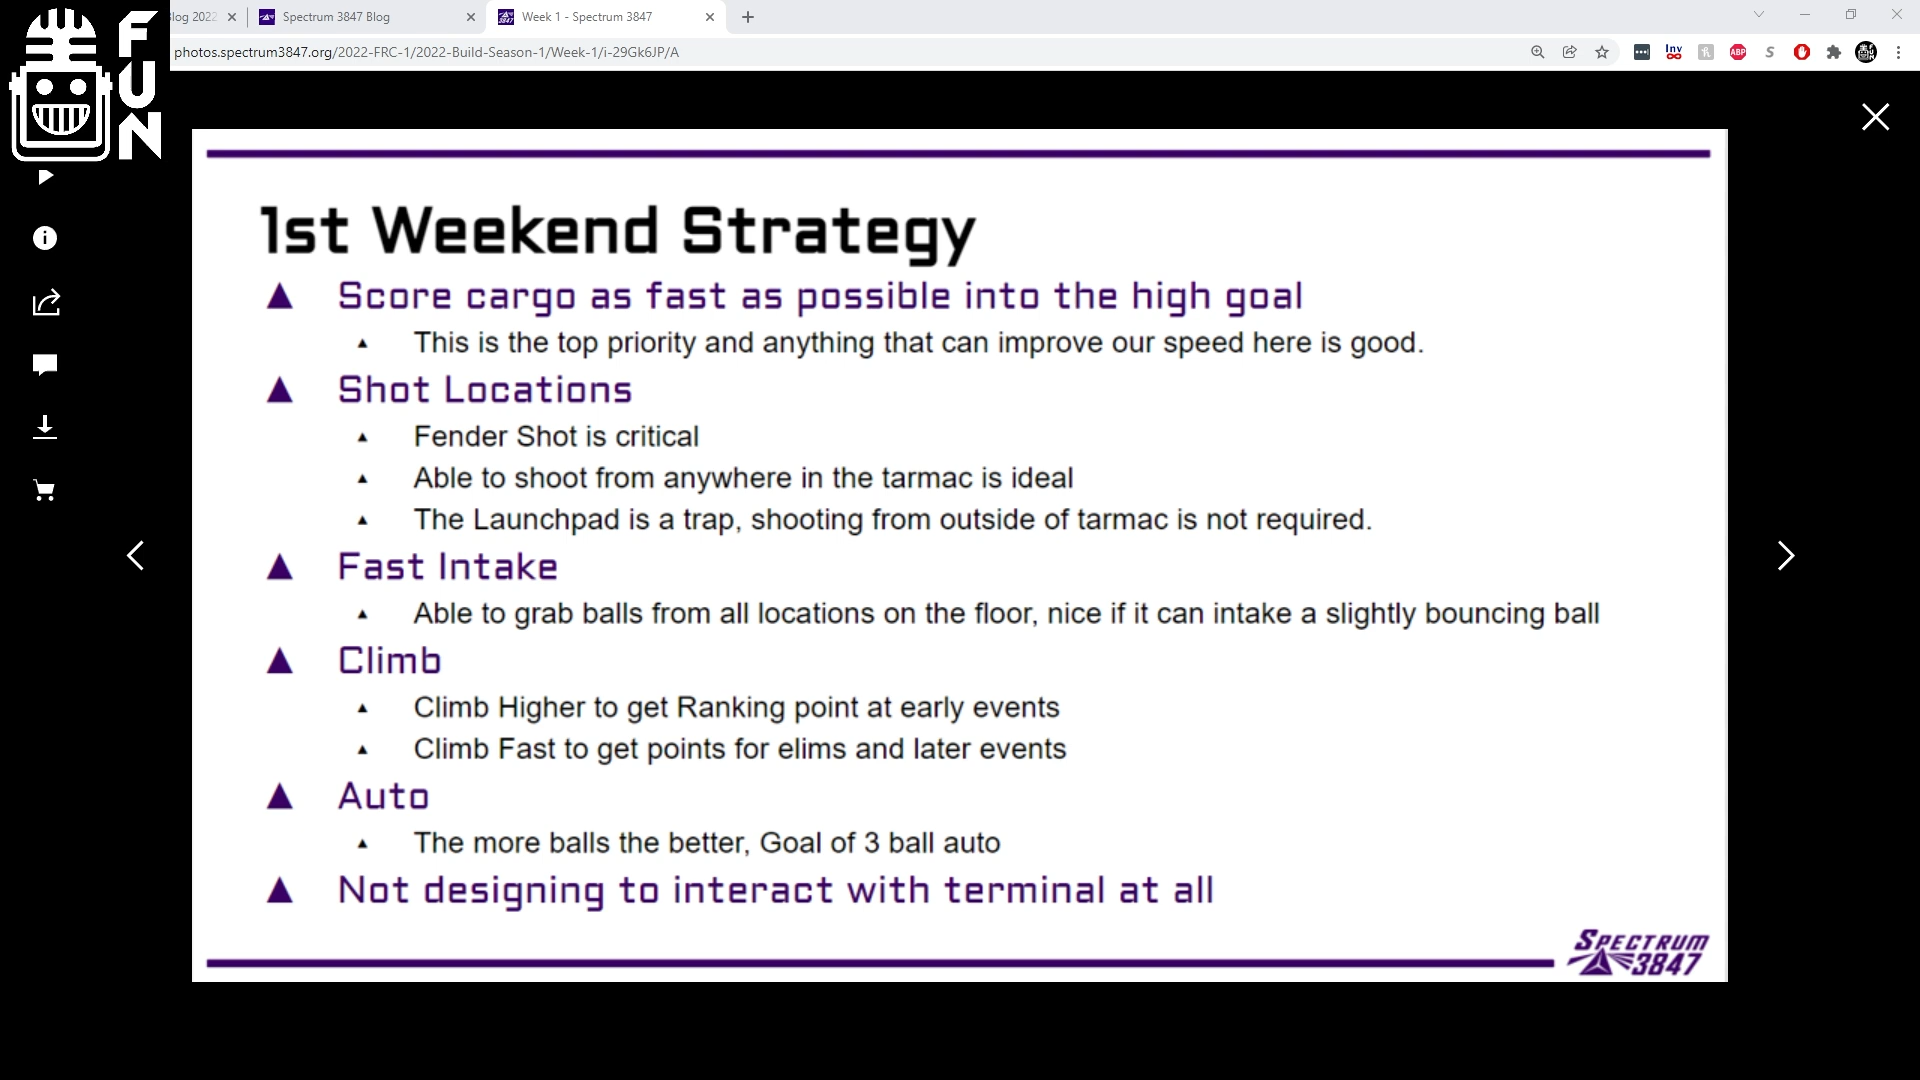 log 2022
Spectrum 3847 Blog
Week 1 - Spectrum 3847
photos.spectrum3847.org/2022-FRC-1/2022-Build-Season-1/Week-1/i-29Gk6JP/A
Inv
ABP
S
FUN
1st Weekend Strategy
Score cargo as fast as possible into the high goal
This is the top priority and anything that can improve our speed here is good.
Shot Locations
Fender Shot is critical
Able to shoot from anywhere in the tarmac is ideal
The Launchpad is a trap, shooting from outside of tarmac is not required.
Fast Intake
Able to grab balls from all locations on the floor, nice if it can intake a slightly bouncing ball
Climb
Climb Higher to get Ranking point at early events
Climb Fast to get points for elims and later events
Auto
The more balls the better, Goal of 3 ball auto
Not designing to interact with terminal at all
SPECTRUM
3847